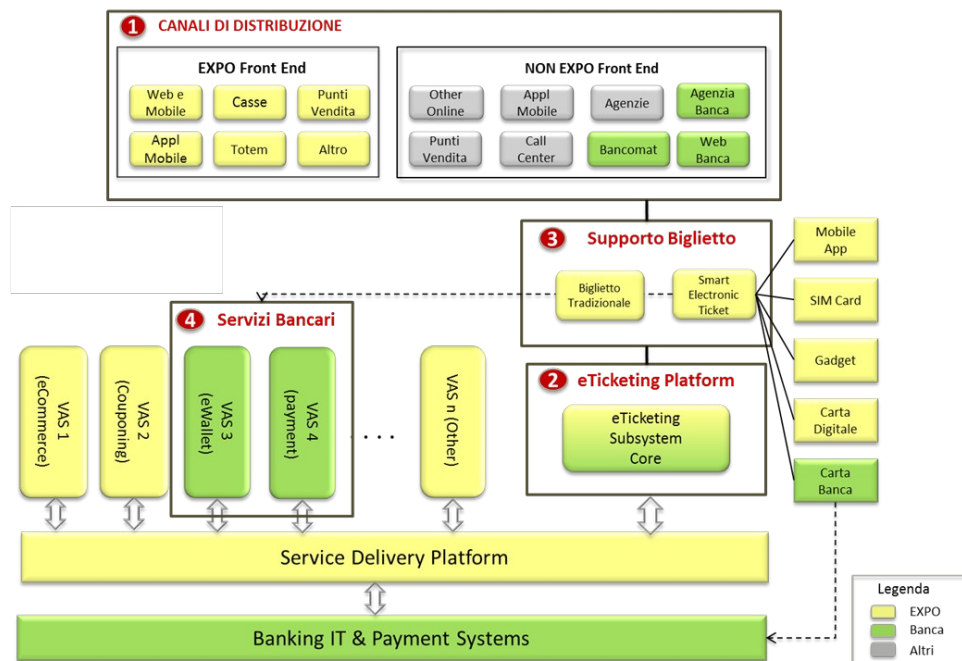 1 CANALI DI DISTRIBUZIONE
EXPO Front End
Web e
Mobile
Casse
Punti
Vendita
Appl
Mobile
Totem
Altro
NON EXPO Front End
Other
Online
Appl
Mobile
Agenzie
Agenzia
Banca
Punti
Vendita
Call
Center
Bancomat
Web
Banca
3 Supporto Biglietto
Biglietto
Tradizionale
Smart
Electronic
Ticket
Mobile
App
SIM Card
Gadget
Carta
Digitale
Carta
Banca
4 Servizi Bancari
VAS 1
(eCommerce)
VAS 2
(Couponing)
VAS 3
(eWallet)
VAS 4
(payment)
. . . .
VAS n (Other)
2 eTicketing Platform
eTicketing
Subsystem
Core
Service Delivery Platform
Banking IT & Payment Systems
Legenda
EXPO
Banca
Altri